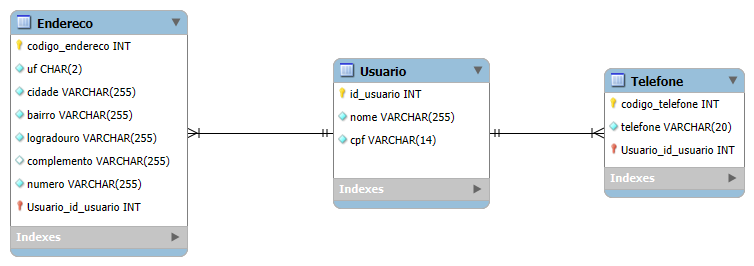 Endereco
codigo_endereco INT
uf CHAR(2)
cidade VARCHAR(255)
bairro VARCHAR(255)
logradouro VARCHAR(255)
complemento VARCHAR(255)
numero VARCHAR(255)
Usuario_id_usuario INT
Indexes
Usuario
id_usuario INT
nome VARCHAR(255)
cpf VARCHAR(14)
Indexes
Telefone
codigo_telefone INT
telefone VARCHAR(20)
Usuario_id_usuario INT
Indexes